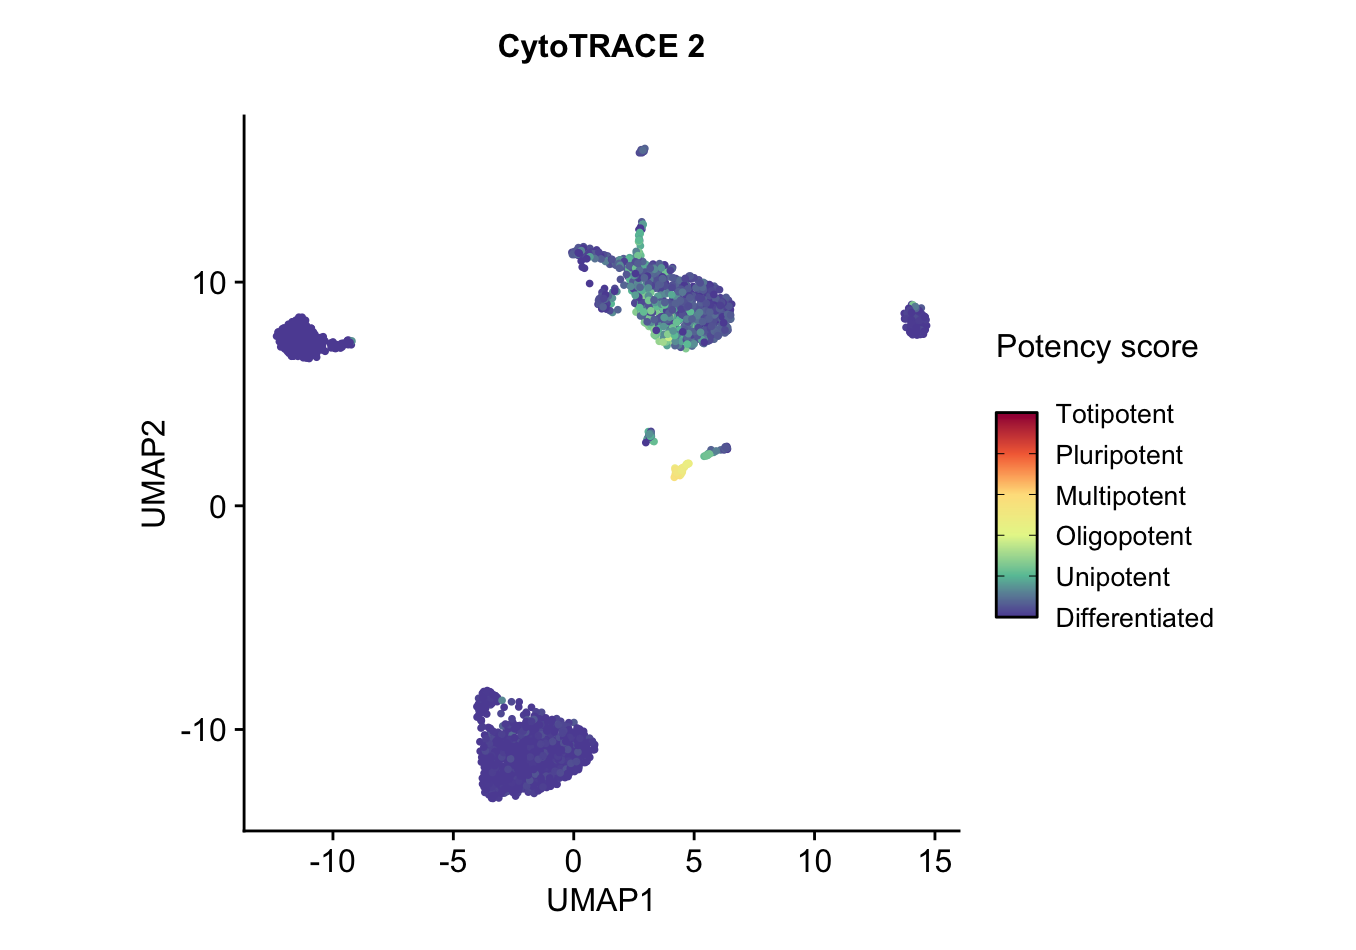 CytoTRACE 2
10
0
-10
UMAP2
-10
-5
0
5
10
15
UMAP1
Potency score
Totipotent
Pluripotent
Multipotent
Oligopotent
Unipotent
Differentiated